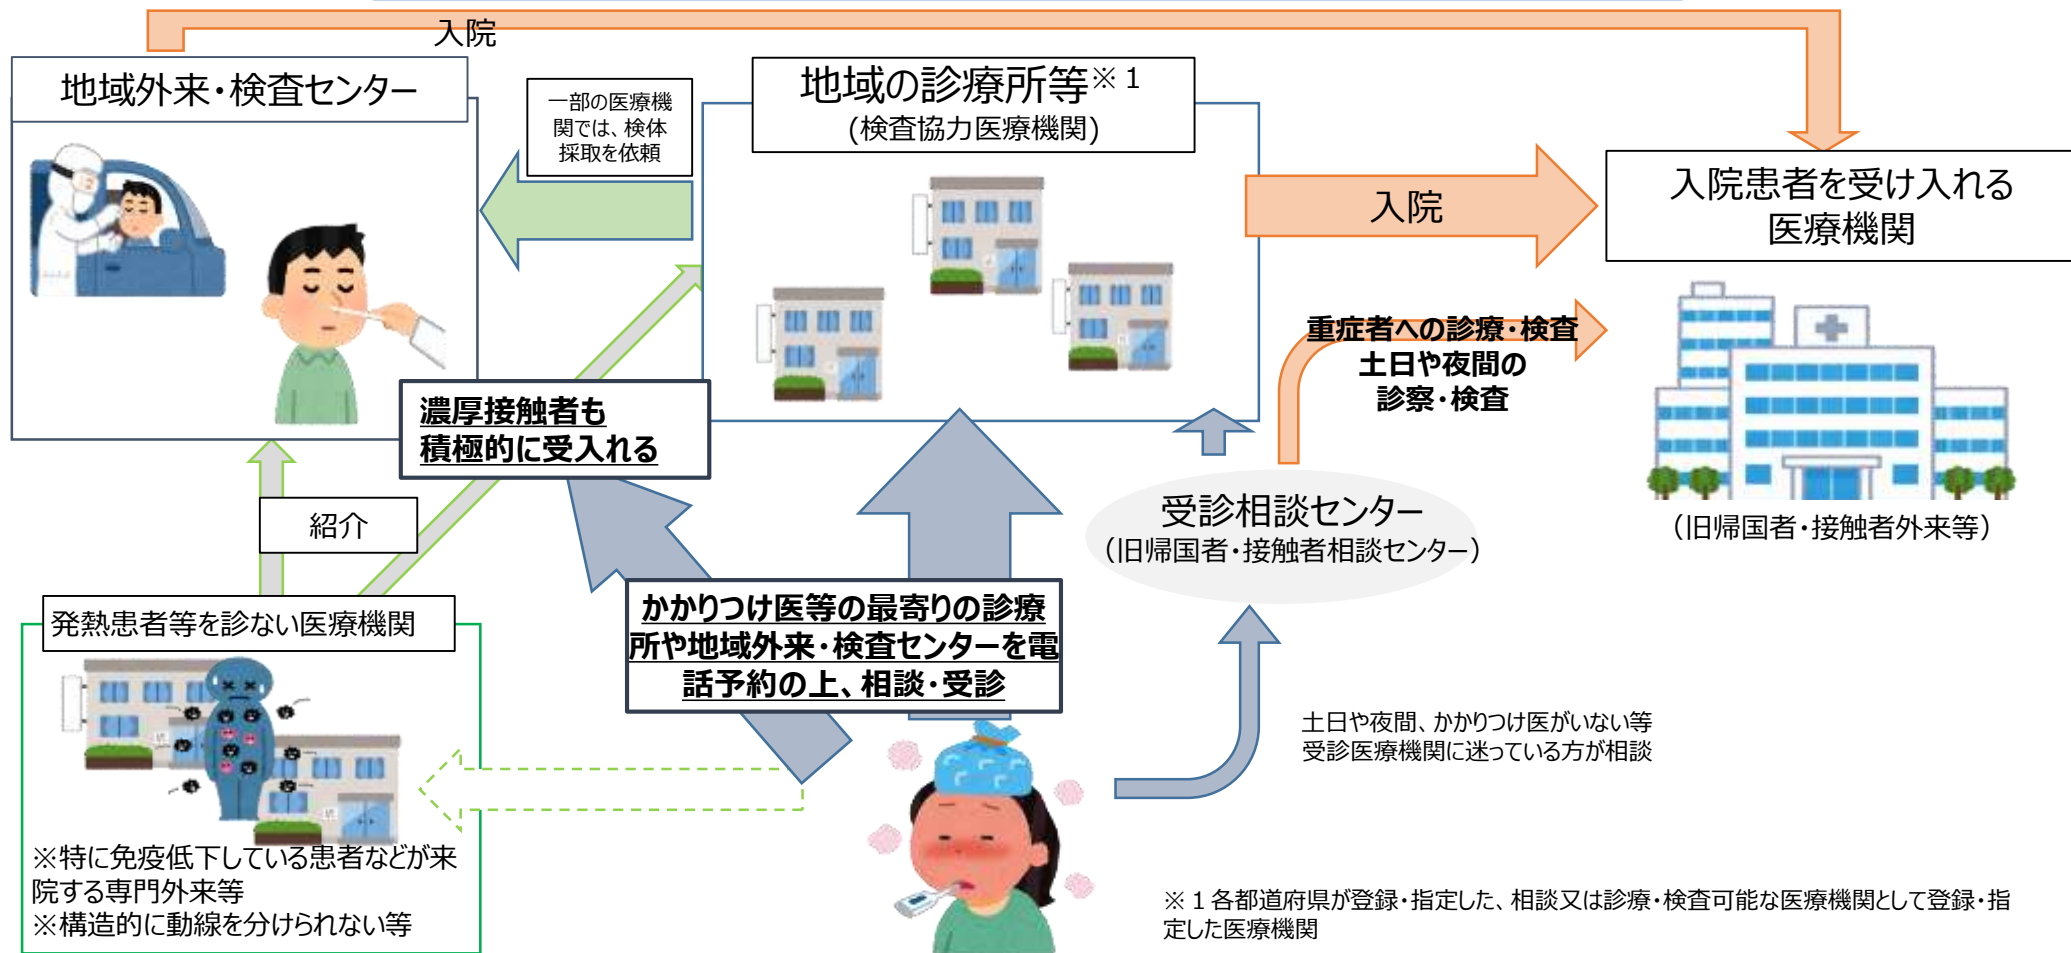 入院
地域外来・検査センター
一部の医療機
関では、検体
採取を依頼
地域の診療所等※１
(検査協力医療機関)
入院
入院患者を受け入れる
医療機関
重症者への診療・検査
土日や夜間の
診察・検査
濃厚接触者も
積極的に受入れる
受診相談センター
（旧帰国者・接触者相談センター）
（旧帰国者・接触者外来等）
紹介
かかりつけ医等の最寄りの診療
所や地域外来・検査センターを電
話予約の上、相談・受診
発熱患者等を診ない医療機関
土日や夜間、かかりつけ医がいない等
受診医療機関に迷っている方が相談
※特に免疫低下している患者などが来
院する専門外来等
※構造的に動線を分けられない等
※１各都道府県が登録・指定した、相談又は診療・検査可能な医療機関として登録・指
定した医療機関